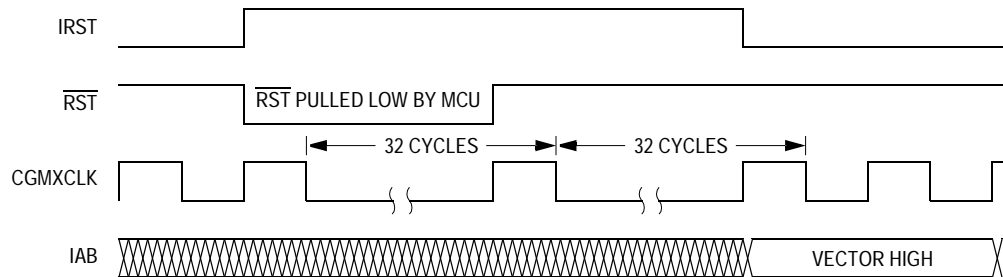 IRST
RST
RST PULLED LOW BY MCU
32 CYCLES
32 CYCLES
CGMXCLK
IAB
VECTOR HIGH